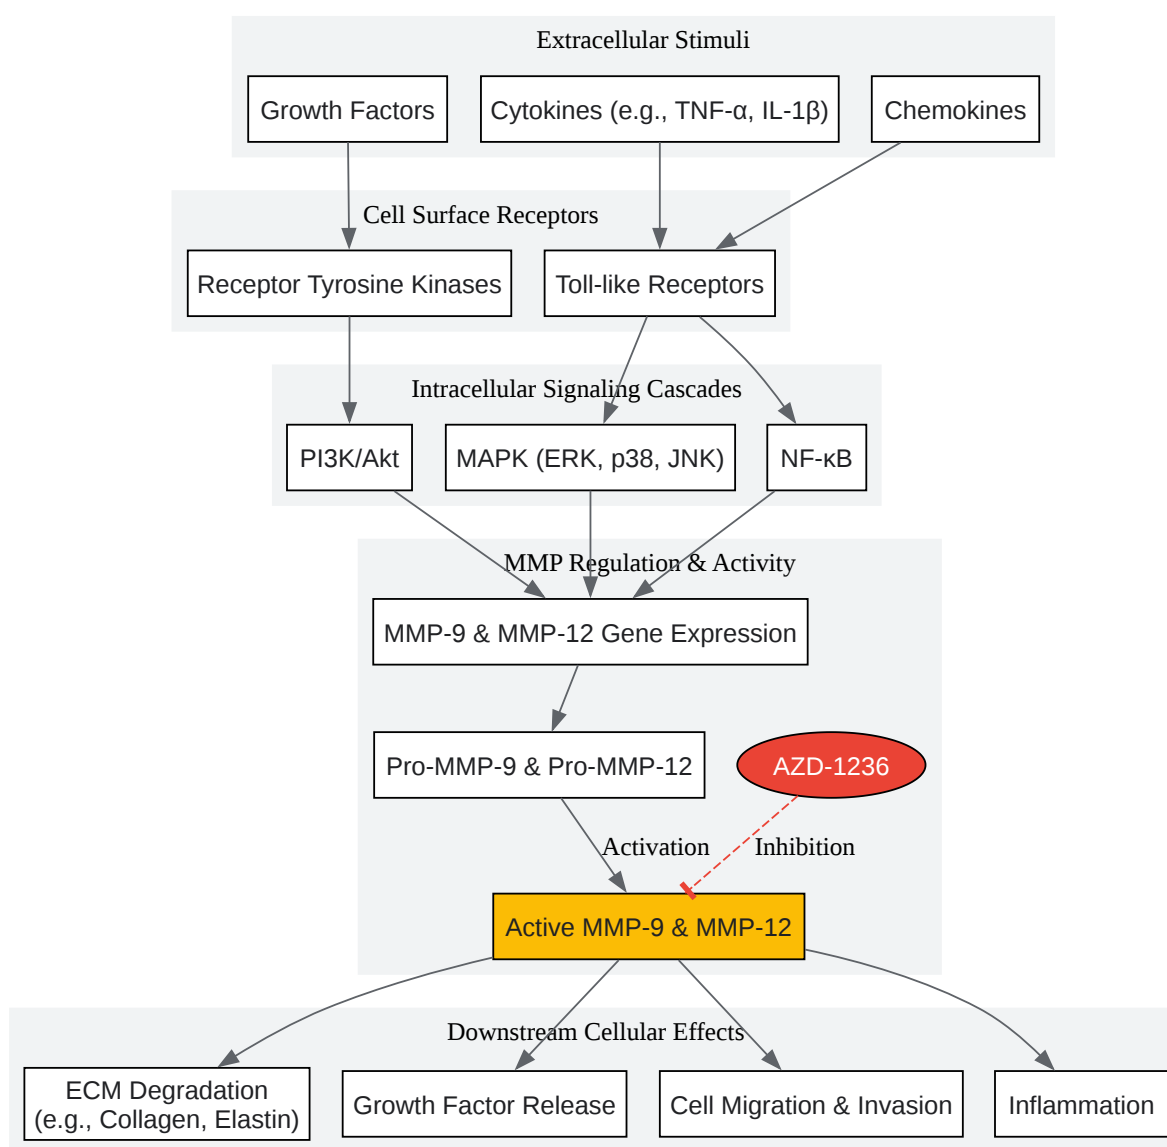 Extracellular Stimuli
Growth Factors
Cytokines (e.g., TNF-α, IL-1β)
Chemokines
Cell Surface Receptors
Receptor Tyrosine Kinases
Toll-like Receptors
Intracellular Signaling Cascades
PI3K/Akt
MAPK (ERK, p38, JNK)
NF-κB
MMP Regulation & Activity
MMP-9 & MMP-12 Gene Expression
Pro-MMP-9 & Pro-MMP-12
AZD-1236
Activation
Inhibition
Active MMP-9 & MMP-12
Downstream Cellular Effects
ECM Degradation
(e.g., Collagen, Elastin)
Growth Factor Release
Cell Migration & Invasion
Inflammation